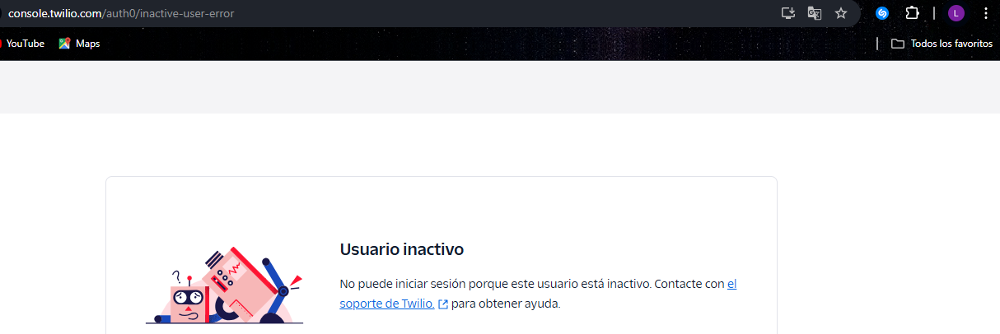 console.twilio.com/auth0/inactive-user-error
L
YouTube
Maps
Todos los favoritos
?
Usuario inactivo
No puede iniciar sesión porque este usuario está inactivo. Contacte con el
soporte de Twilio. para obtener ayuda.